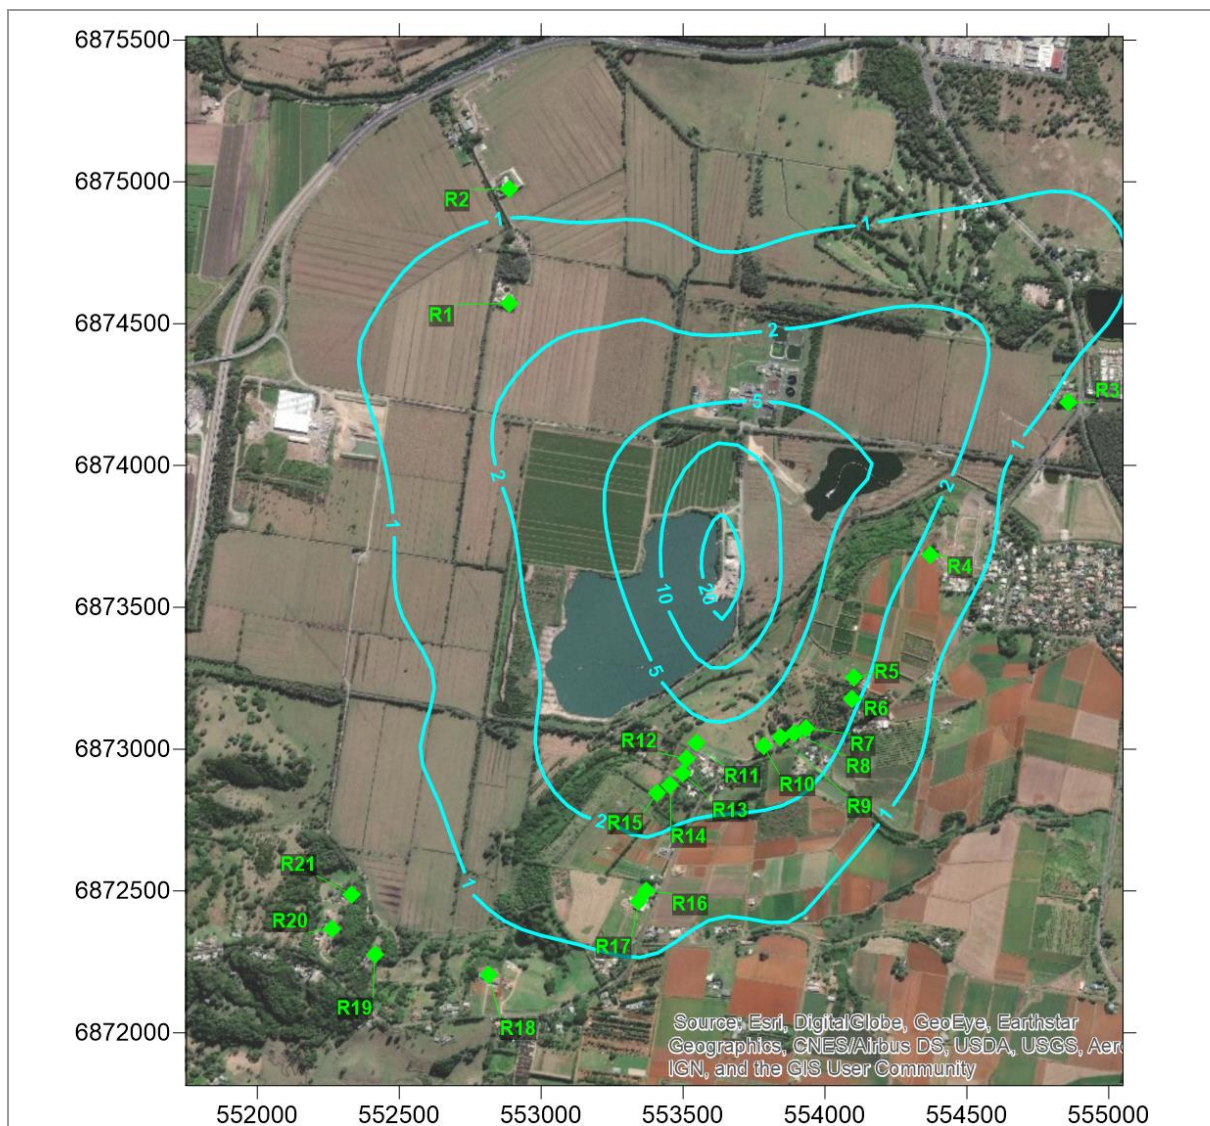 6875500
6875000
6874500
6874000
6873500
6873000
6872500
6872000
R2
1
1
R1
2
R3
5
1
2
2
1
R4
10
20
5
R5
R6
R12
R7
R11
R8
R10
R15
2
R13
R9
1
R14
R21
1
R16
R20
R17
R19
R18
Source: Esri, DigitalGlobe, GeoEye, Earthstar
Geographics, CNES/Airbus DS, USDA, USGS, Aer
IGN, and the GIS User Community
552000 552500 553000 553500 554000 554500 555000